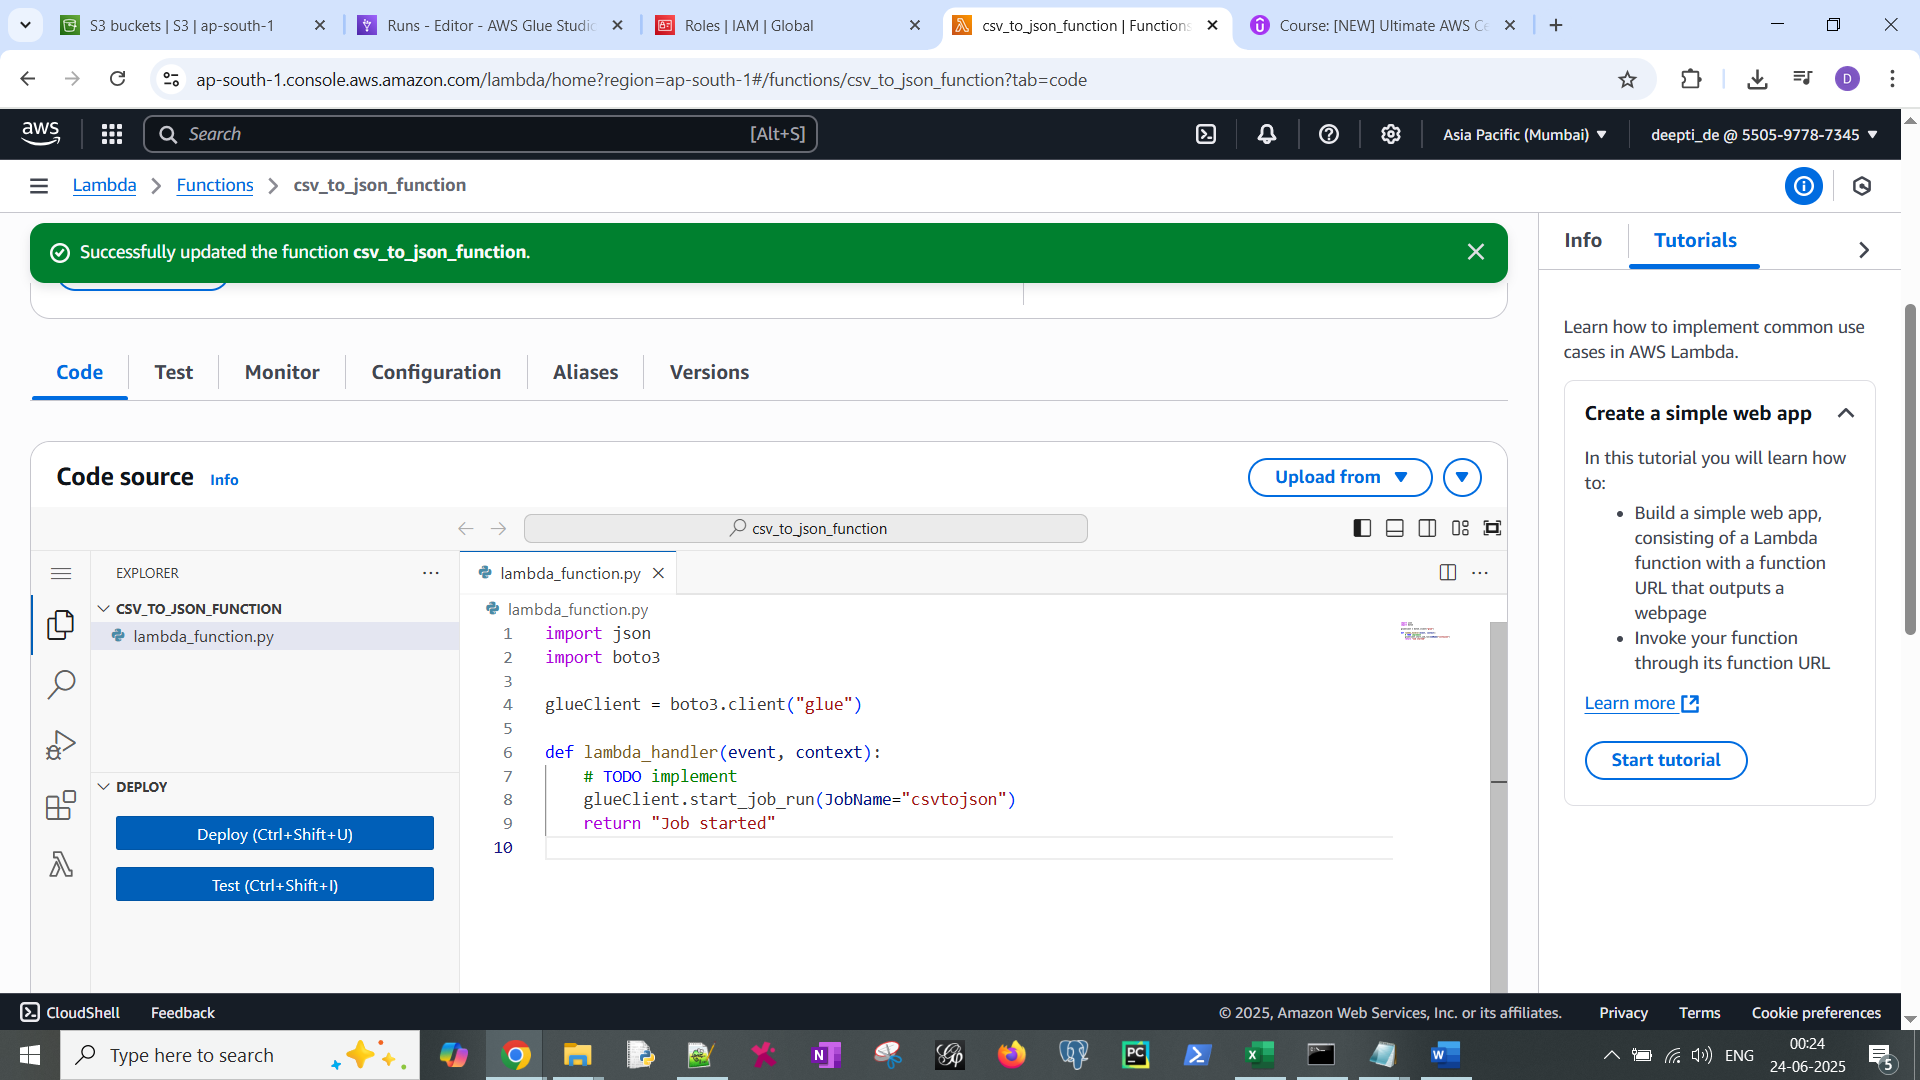 S3 buckets | S3 | ap-south-1
Runs - Editor - AWS Glue Studio
Roles | IAM | Global
csv_to_json_function | Functions
Course: [NEW] Ultimate AWS Ce
ap-south-1.console.aws.amazon.com/lambda/home?region=ap-south-1#/functions/csv_to_json_function?tab=code
D
aws
Search
[Alt+S]
Asia Pacific (Mumbai)
deepti_de @ 5505-9778-7345
Lambda
Functions
csv_to_json_function
Successfully updated the function csv_to_json_function.
Info
Tutorials
Learn how to implement common use
cases in AWS Lambda.
Create a simple web app
In this tutorial you will learn how
to:
• Build a simple web app,
consisting of a Lambda
function with a function
URL that outputs a
webpage
• Invoke your function
through its function URL
Learn more
Start tutorial
Code
Test
Monitor
Configuration
Aliases
Versions
Code source
Info
Upload from
csv_to_json_function
EXPLORER
CSV_TO_JSON_FUNCTION
lambda_function.py
DEPLOY
Deploy (Ctrl+Shift+U)
Test (Ctrl+Shift+I)
lambda_function.py
lambda_function.py
1 import json
2 import boto3
3
4 glueClient = boto3.client("glue")
5
6 def lambda_handler(event, context):
7     # TODO implement
8     glueClient.start_job_run(JobName="csvtojson")
9     return "Job started"
10
CloudShell
Feedback
© 2025, Amazon Web Services, Inc. or its affiliates.
Privacy
Terms
Cookie preferences
Type here to search
ENG
00:24
24-06-2025
5